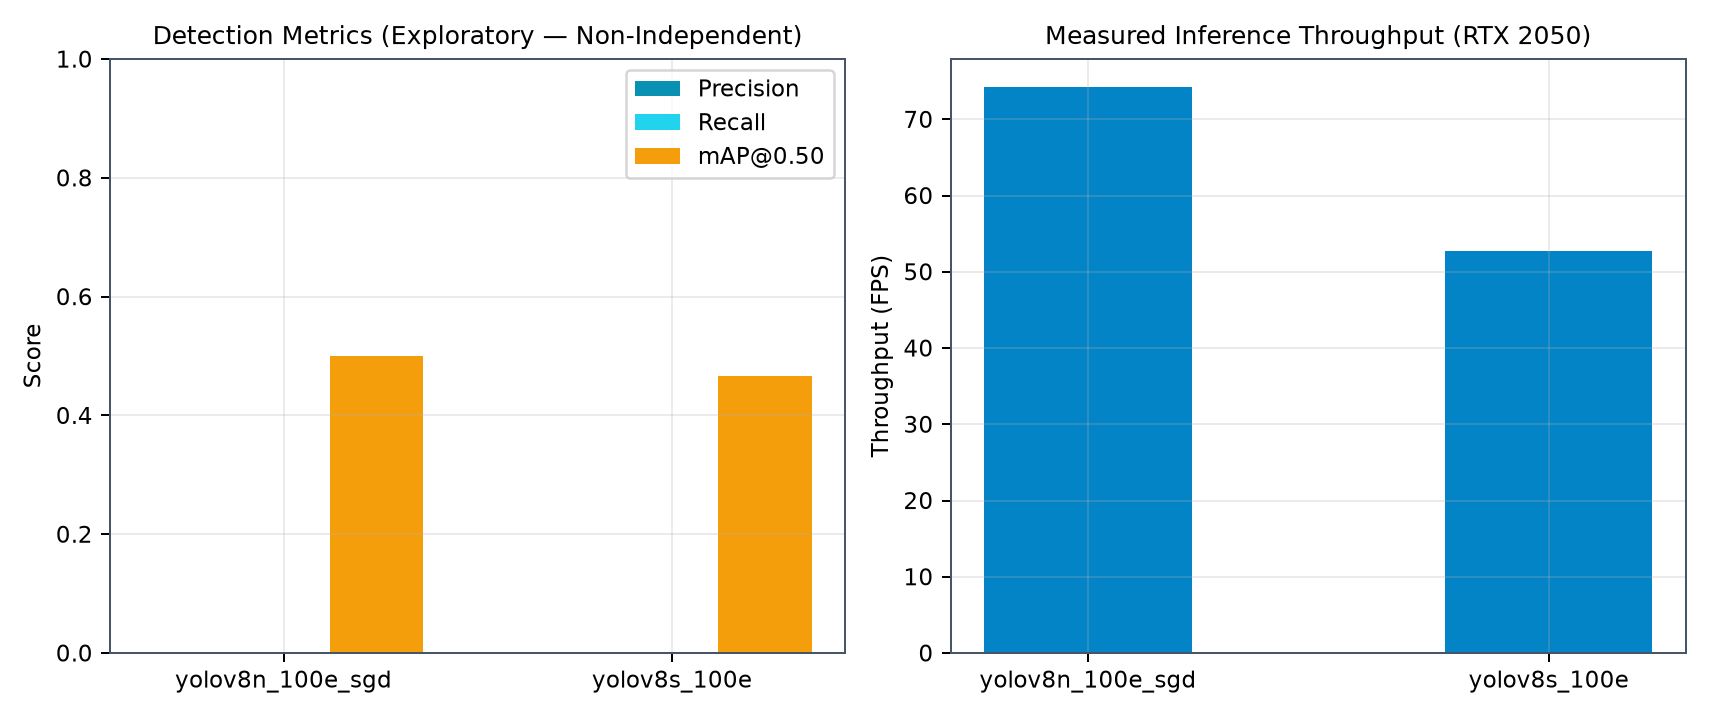 Detection Metrics (Exploratory — Non-Independent)
Score
1.0
0.8
0.6
0.4
0.2
0.0
Precision
Recall
mAP@0.50
yolov8n_100e_sgd
yolov8s_100e
Measured Inference Throughput (RTX 2050)
Throughput (FPS)
70
60
50
40
30
20
10
0
yolov8n_100e_sgd
yolov8s_100e